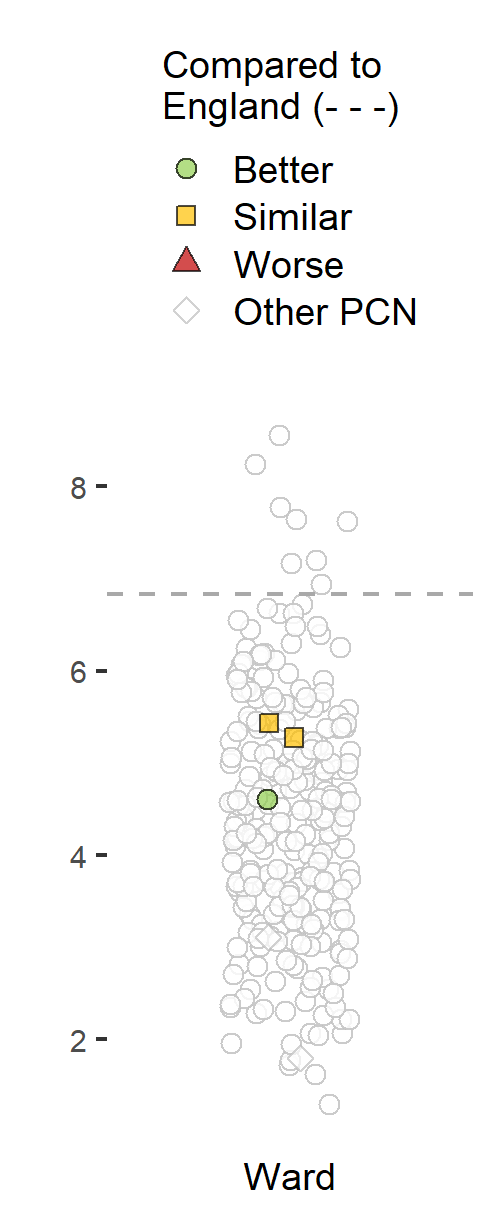 Compared to
England (- - -)
Better
Similar
Worse
Other PCN
8
6
4
2
Ward